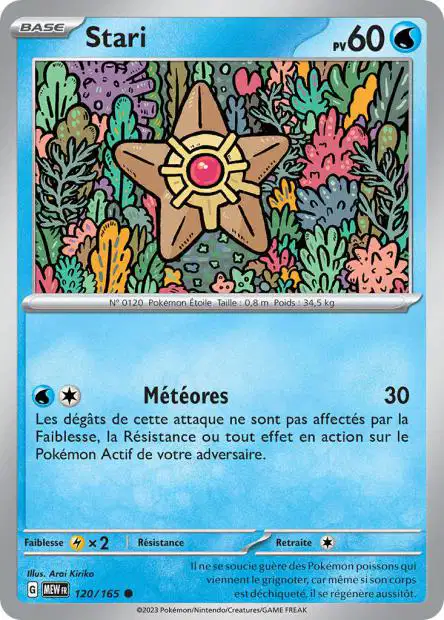 BASE
Stari
PV 60
N° 0120 Pokémon Étoile Taille : 0,8 m Poids : 34,5 kg
Météores 30
Les dégâts de cette attaque ne sont pas affectés par la
Faiblesse, la Résistance ou tout effet en action sur le
Pokémon Actif de votre adversaire.
Faiblesse × 2 Résistance Retraite
Illus. Arai Kiriko
Il ne se soucie guère des Pokémon poissons qui
viennent le grignoter, car même si son corps
est déchiqueté, il se régénère aussitôt.
G MEW FR 120/165
©2023 Pokémon/Nintendo/Creatures/GAME FREAK